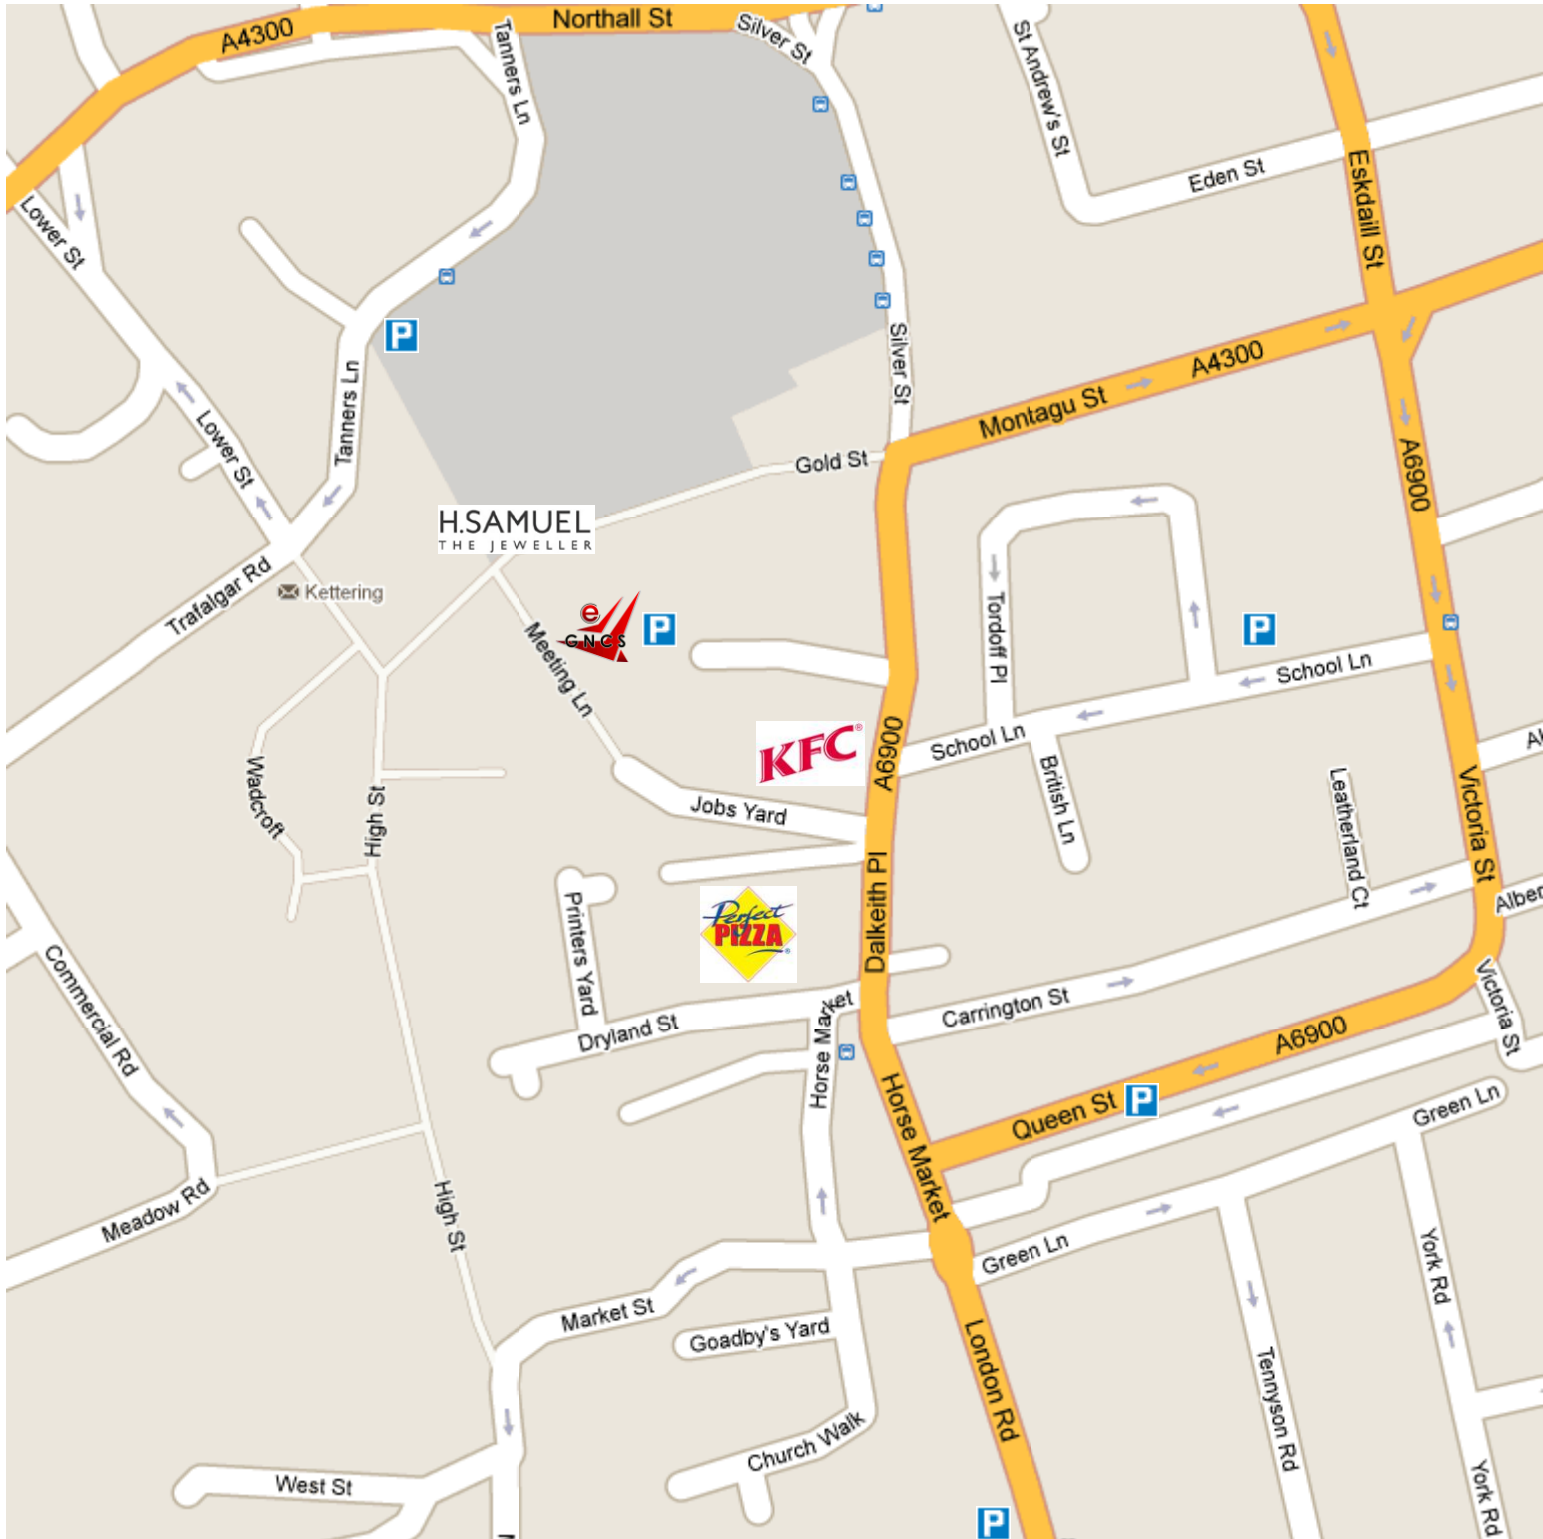 A4300
Northall St
Silver St
Tanners Ln
St Andrew's St
Eden St
Eskdaill St
Lower St
P
Silver St
A4300
Montagu St
Tanners Ln
Lower St
A6900
Gold St
H.SAMUEL
THE JEWELLER
Trafalgar Rd
Kettering
e
GNCS
P
Meeting Ln
Tordoff Pl
P
School Ln
KFC®
A6900
School Ln
British Ln
Al
Wadcroft
High St
Jobs Yard
Leatherland Ct
Victoria St
Dalkeith Pl
Alber
Perfect
PIZZA®
Printers Yard
Commercial Rd
Horse Market
Carrington St
Victoria St
Dryland St
A6900
Horse Market
Queen St
P
Green Ln
Meadow Rd
High St
Green Ln
York Rd
Market St
Goadby's Yard
London Rd
Tennyson Rd
Church Walk
West St
York Rd
P